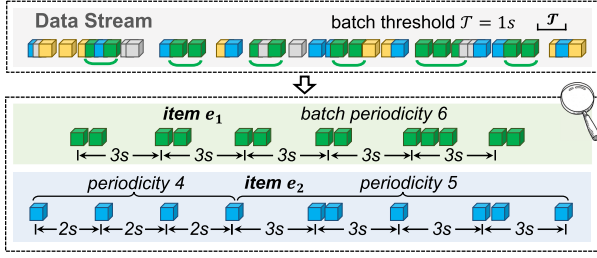 Data Stream batch threshold 𝒯 = 1s 𝒯
item e₁ batch periodicity 6
3s 3s 3s 3s 3s
periodicity 4 item e₂ periodicity 5
2s 2s 2s 3s 3s 3s 3s